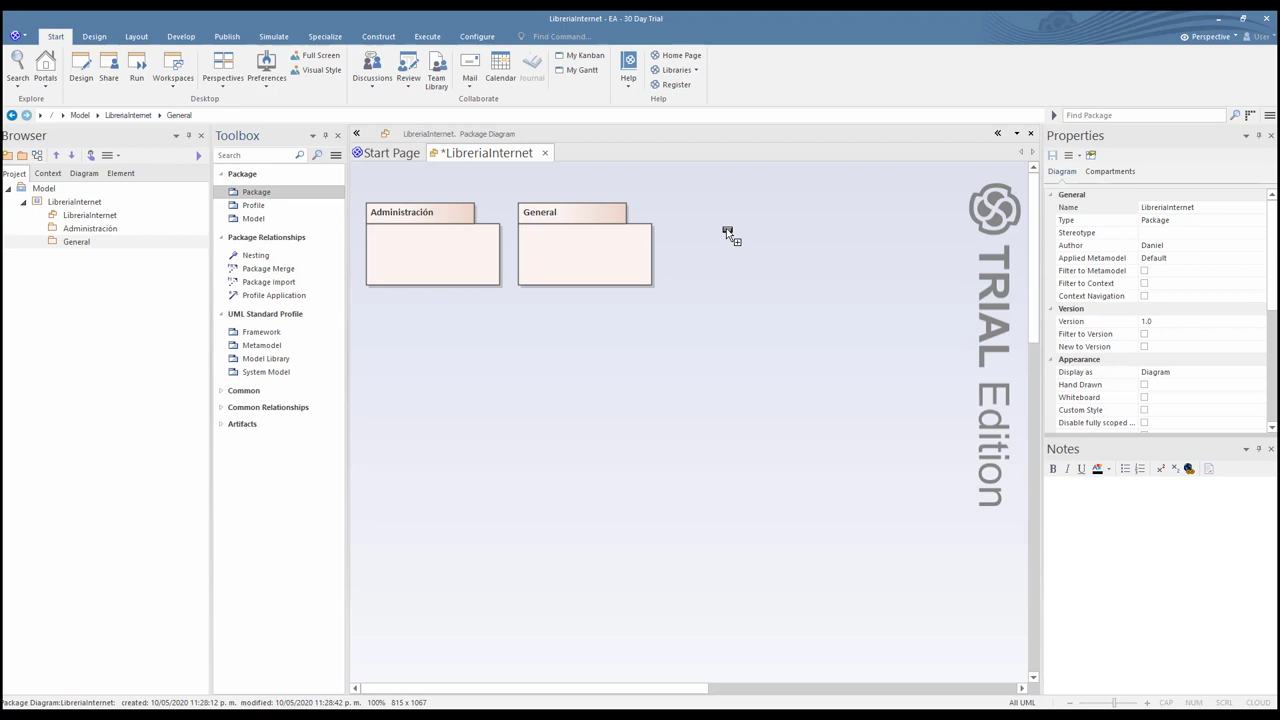 LibreriaInternet - EA - 30 Day Trial
Start Design Layout Develop Publish Simulate Specialize Construct Execute Configure Find Command... Perspective User
Search Portals Design Share Run Workspaces Perspectives Preferences Full Screen Visual Style Discussions Review Team Library Mail Calendar Journal My Kanban My Gantt Help Home Page Libraries Register
Explore Desktop Collaborate Help
/ Model LibreriaInternet General Find Package
Browser
Project Context Diagram Element
Model
LibreriaInternet
LibreriaInternet
Administración
General
Toolbox
Search
Package
Package
Profile
Model
Package Relationships
Nesting
Package Merge
Package Import
Profile Application
UML Standard Profile
Framework
Metamodel
Model Library
System Model
Common
Common Relationships
Artifacts
LibreriaInternet. Package Diagram
Start Page *LibreriaInternet
Administración
General
TRIAL Edition
Properties
Diagram Compartments
General
Name LibreriaInternet
Type Package
Stereotype
Author Daniel
Applied Metamodel Default
Filter to Metamodel
Filter to Context
Context Navigation
Version
Version 1.0
Filter to Version
New to Version
Appearance
Display as Diagram
Hand Drawn
Whiteboard
Custom Style
Disable fully scoped ...
Notes
B I U
Package Diagram:LibreriaInternet: created: 10/05/2020 11:28:12 p. m. modified: 10/05/2020 11:28:42 p. m. 100% 815 x 1067 All UML CAP NUM SCRL CLOUD